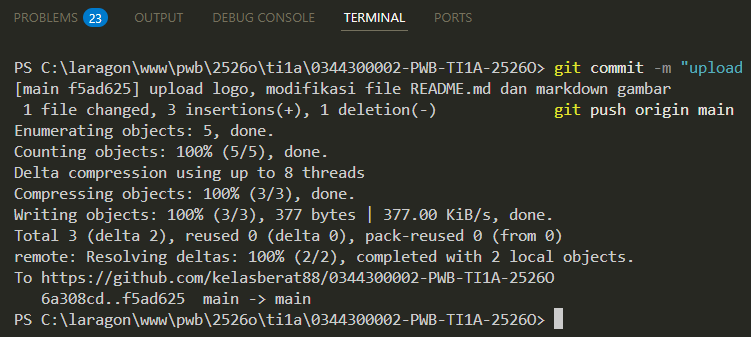 PROBLEMS 23 OUTPUT DEBUG CONSOLE TERMINAL PORTS
PS C:\laragon\www\pwb\2526o\ti1a\0344300002-PWB-TI1A-2526O> git commit -m "upload
[main f5ad625] upload logo, modifikasi file README.md dan markdown gambar
1 file changed, 3 insertions(+), 1 deletion(-) git push origin main
Enumerating objects: 5, done.
Counting objects: 100% (5/5), done.
Delta compression using up to 8 threads
Compressing objects: 100% (3/3), done.
Writing objects: 100% (3/3), 377 bytes | 377.00 KiB/s, done.
Total 3 (delta 2), reused 0 (delta 0), pack-reused 0 (from 0)
remote: Resolving deltas: 100% (2/2), completed with 2 local objects.
To https://github.com/kelasberat88/0344300002-PWB-TI1A-2526O
6a308cd..f5ad625 main -> main
PS C:\laragon\www\pwb\2526o\ti1a\0344300002-PWB-TI1A-2526O>